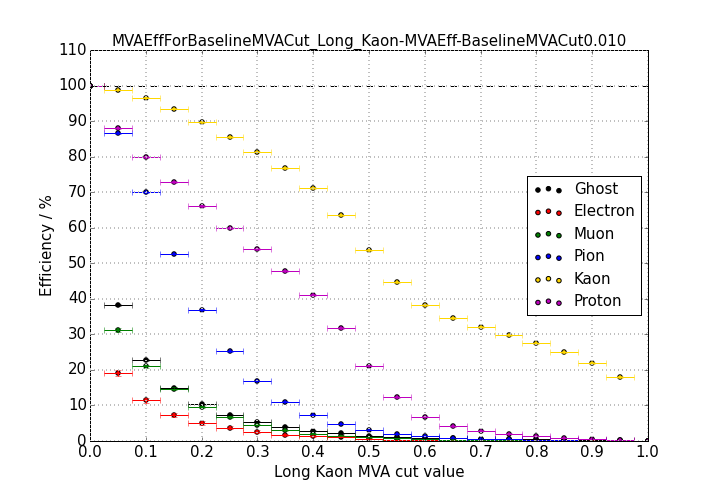 MVAEffForBaselineMVACut_Long_Kaon-MVAEff-BaselineMVACut0.010
110
100
90
80
70
60
50
40
30
20
10
0
Efficiency / %
Ghost
Electron
Muon
Pion
Kaon
Proton
0.0 0.1 0.2 0.3 0.4 0.5 0.6 0.7 0.8 0.9 1.0
Long Kaon MVA cut value